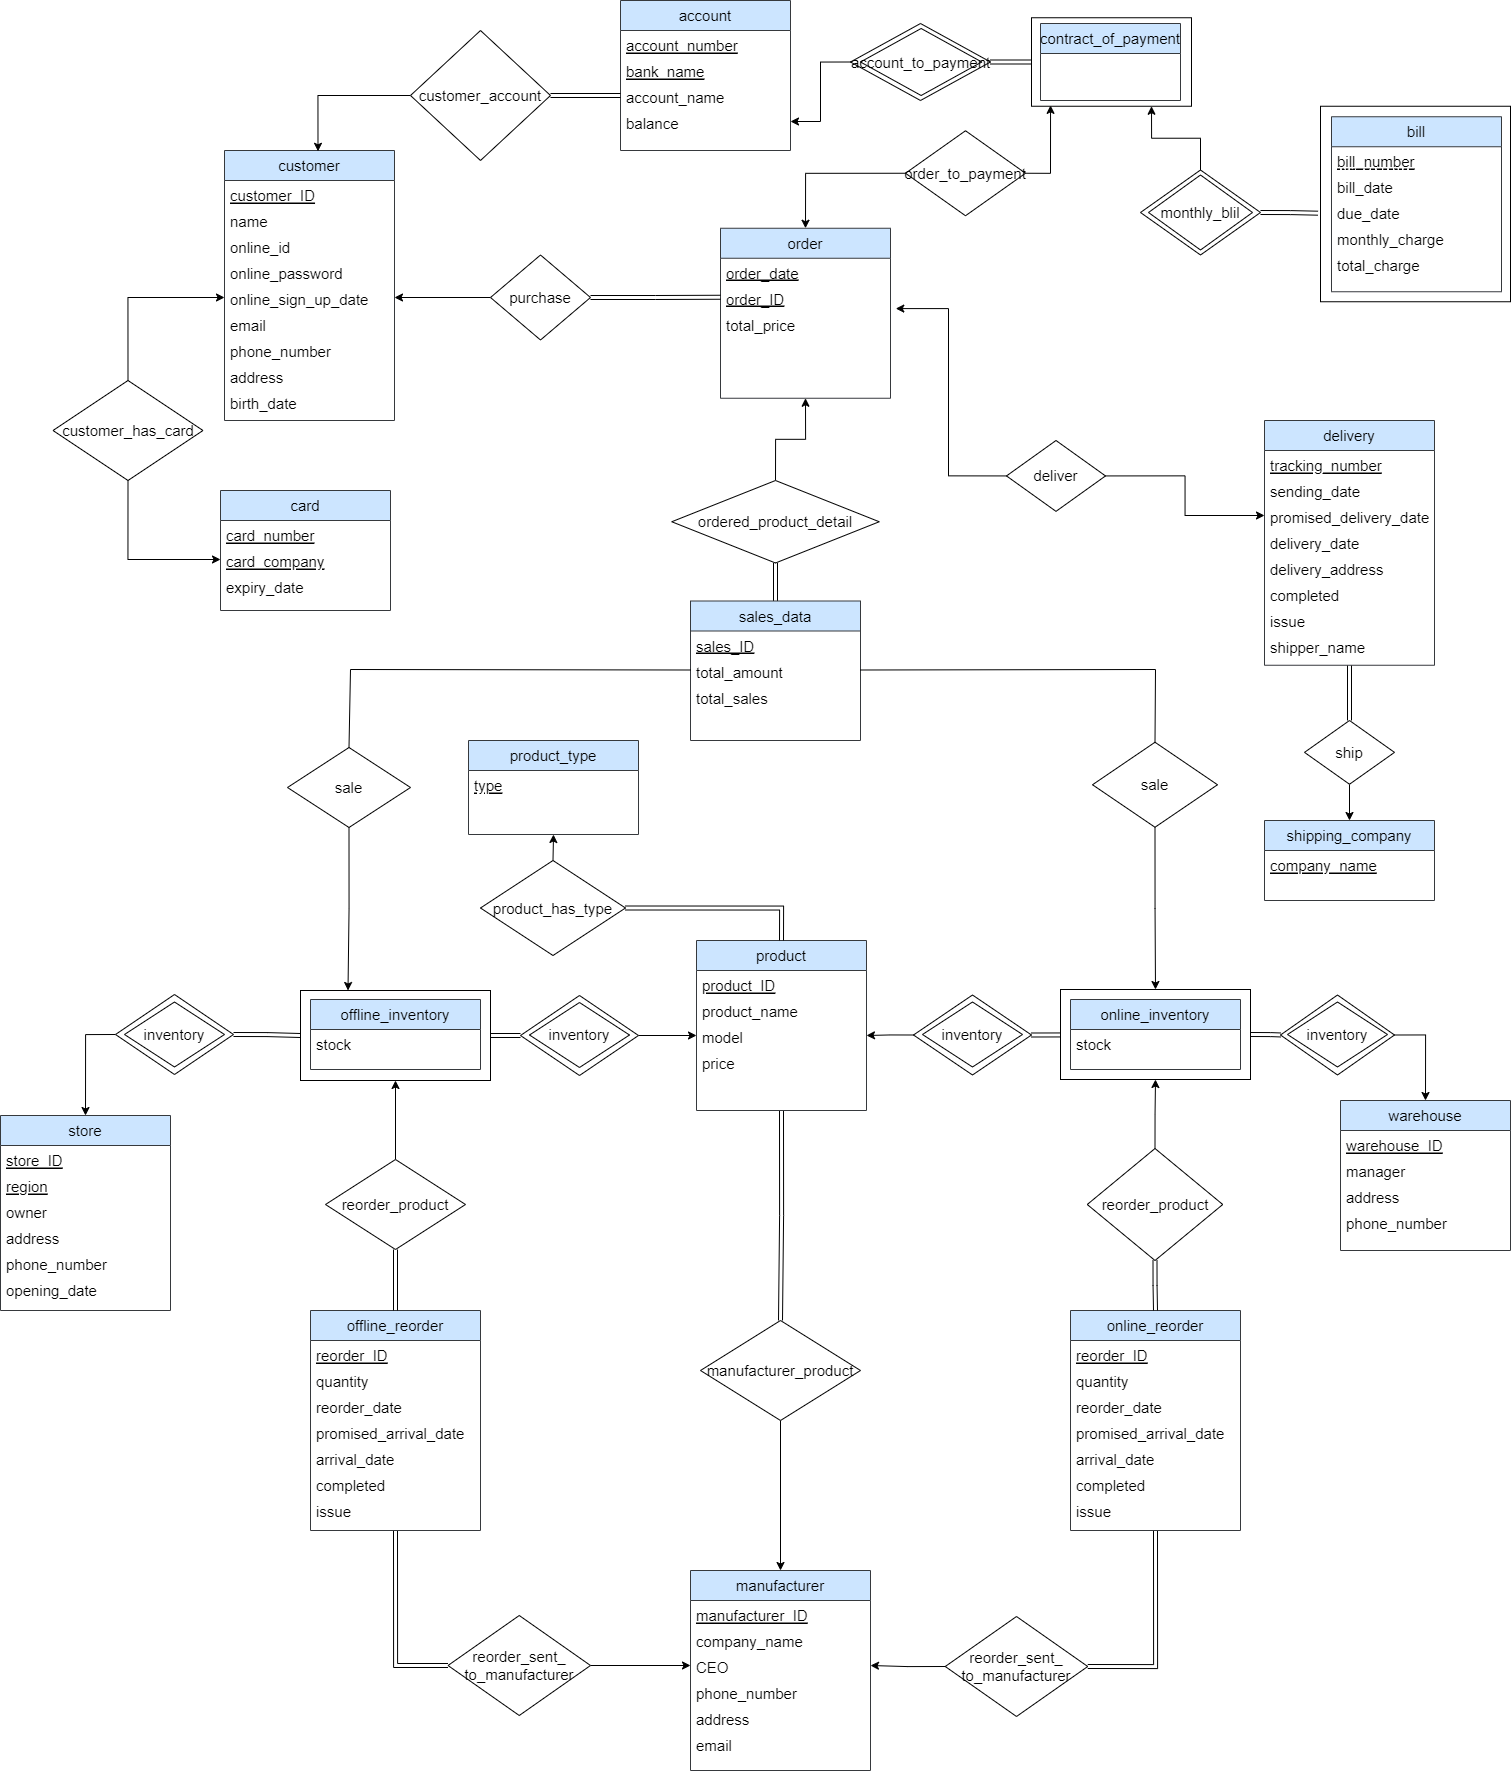 account
account_number
bank_name
account_name
balance
customer_account
account_to_payment
contract_of_payment
bill
bill_number
bill_date
due_date
monthly_charge
total_charge
monthly_blil
order_to_payment
customer
customer_ID
name
online_id
online_password
online_sign_up_date
email
phone_number
address
birth_date
purchase
order
order_date
order_ID
total_price
customer_has_card
card
card_number
card_company
expiry_date
deliver
delivery
tracking_number
sending_date
promised_delivery_date
delivery_date
delivery_address
completed
issue
shipper_name
ordered_product_detail
sales_data
sales_ID
total_amount
total_sales
ship
shipping_company
company_name
sale
sale
product_type
type
product_has_type
product
product_ID
product_name
model
price
inventory
offline_inventory
stock
inventory
inventory
online_inventory
stock
inventory
store
store_ID
region
owner
address
phone_number
opening_date
warehouse
warehouse_ID
manager
address
phone_number
reorder_product
reorder_product
offline_reorder
reorder_ID
quantity
reorder_date
promised_arrival_date
arrival_date
completed
issue
manufacturer_product
online_reorder
reorder_ID
quantity
reorder_date
promised_arrival_date
arrival_date
completed
issue
reorder_sent_
to_manufacturer
manufacturer
manufacturer_ID
company_name
CEO
phone_number
address
email
reorder_sent_
to_manufacturer